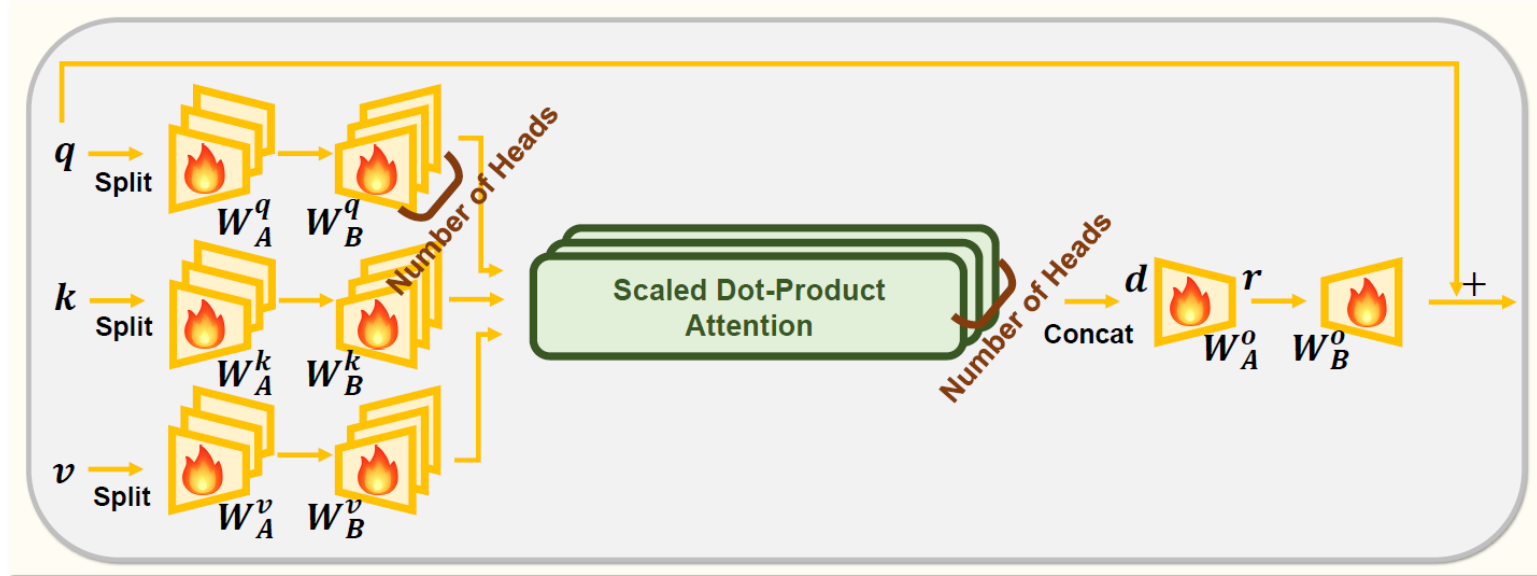 q
Split
W_A^q
W_B^q
Number of Heads
k
Split
W_A^k
W_B^k
v
Split
W_A^v
W_B^v
Scaled Dot-Product
Attention
Number of Heads
Concat
d
W_A^o
r
W_B^o
+